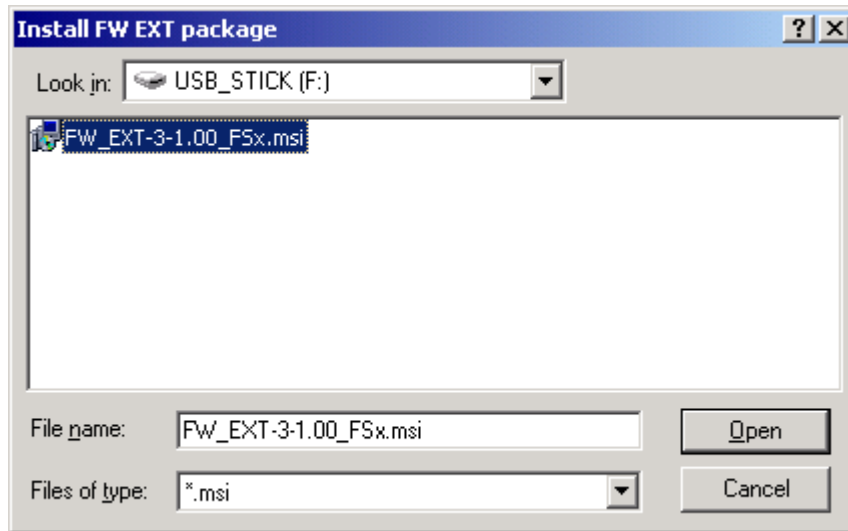 Install FW EXT package
Look in: USB_STICK (F:)
FW_EXT-3-1.00_FSx.msi
File name: FW_EXT-3-1.00_FSx.msi Open
Files of type: *.msi Cancel